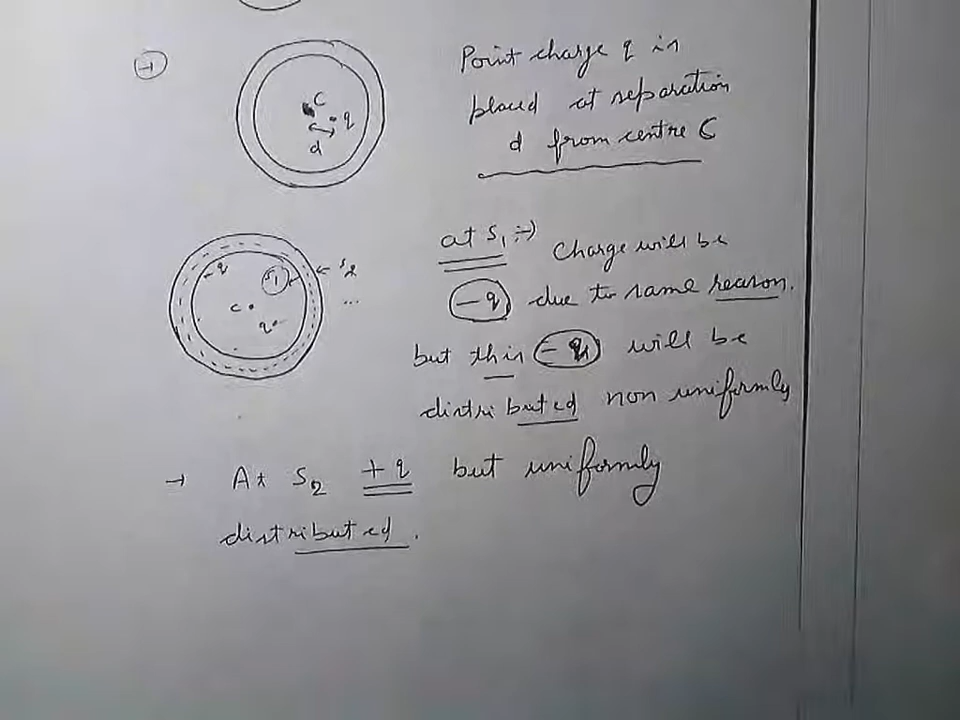 →
C
q
d
Point charge q is
placed at separation
d from centre C
-q
S1
S2
...
C
q
at S1 :→ Charge will be
-q due to same reason.
but this -q will be
distributed non uniformly
→ At S2 +q but uniformly
distributed.